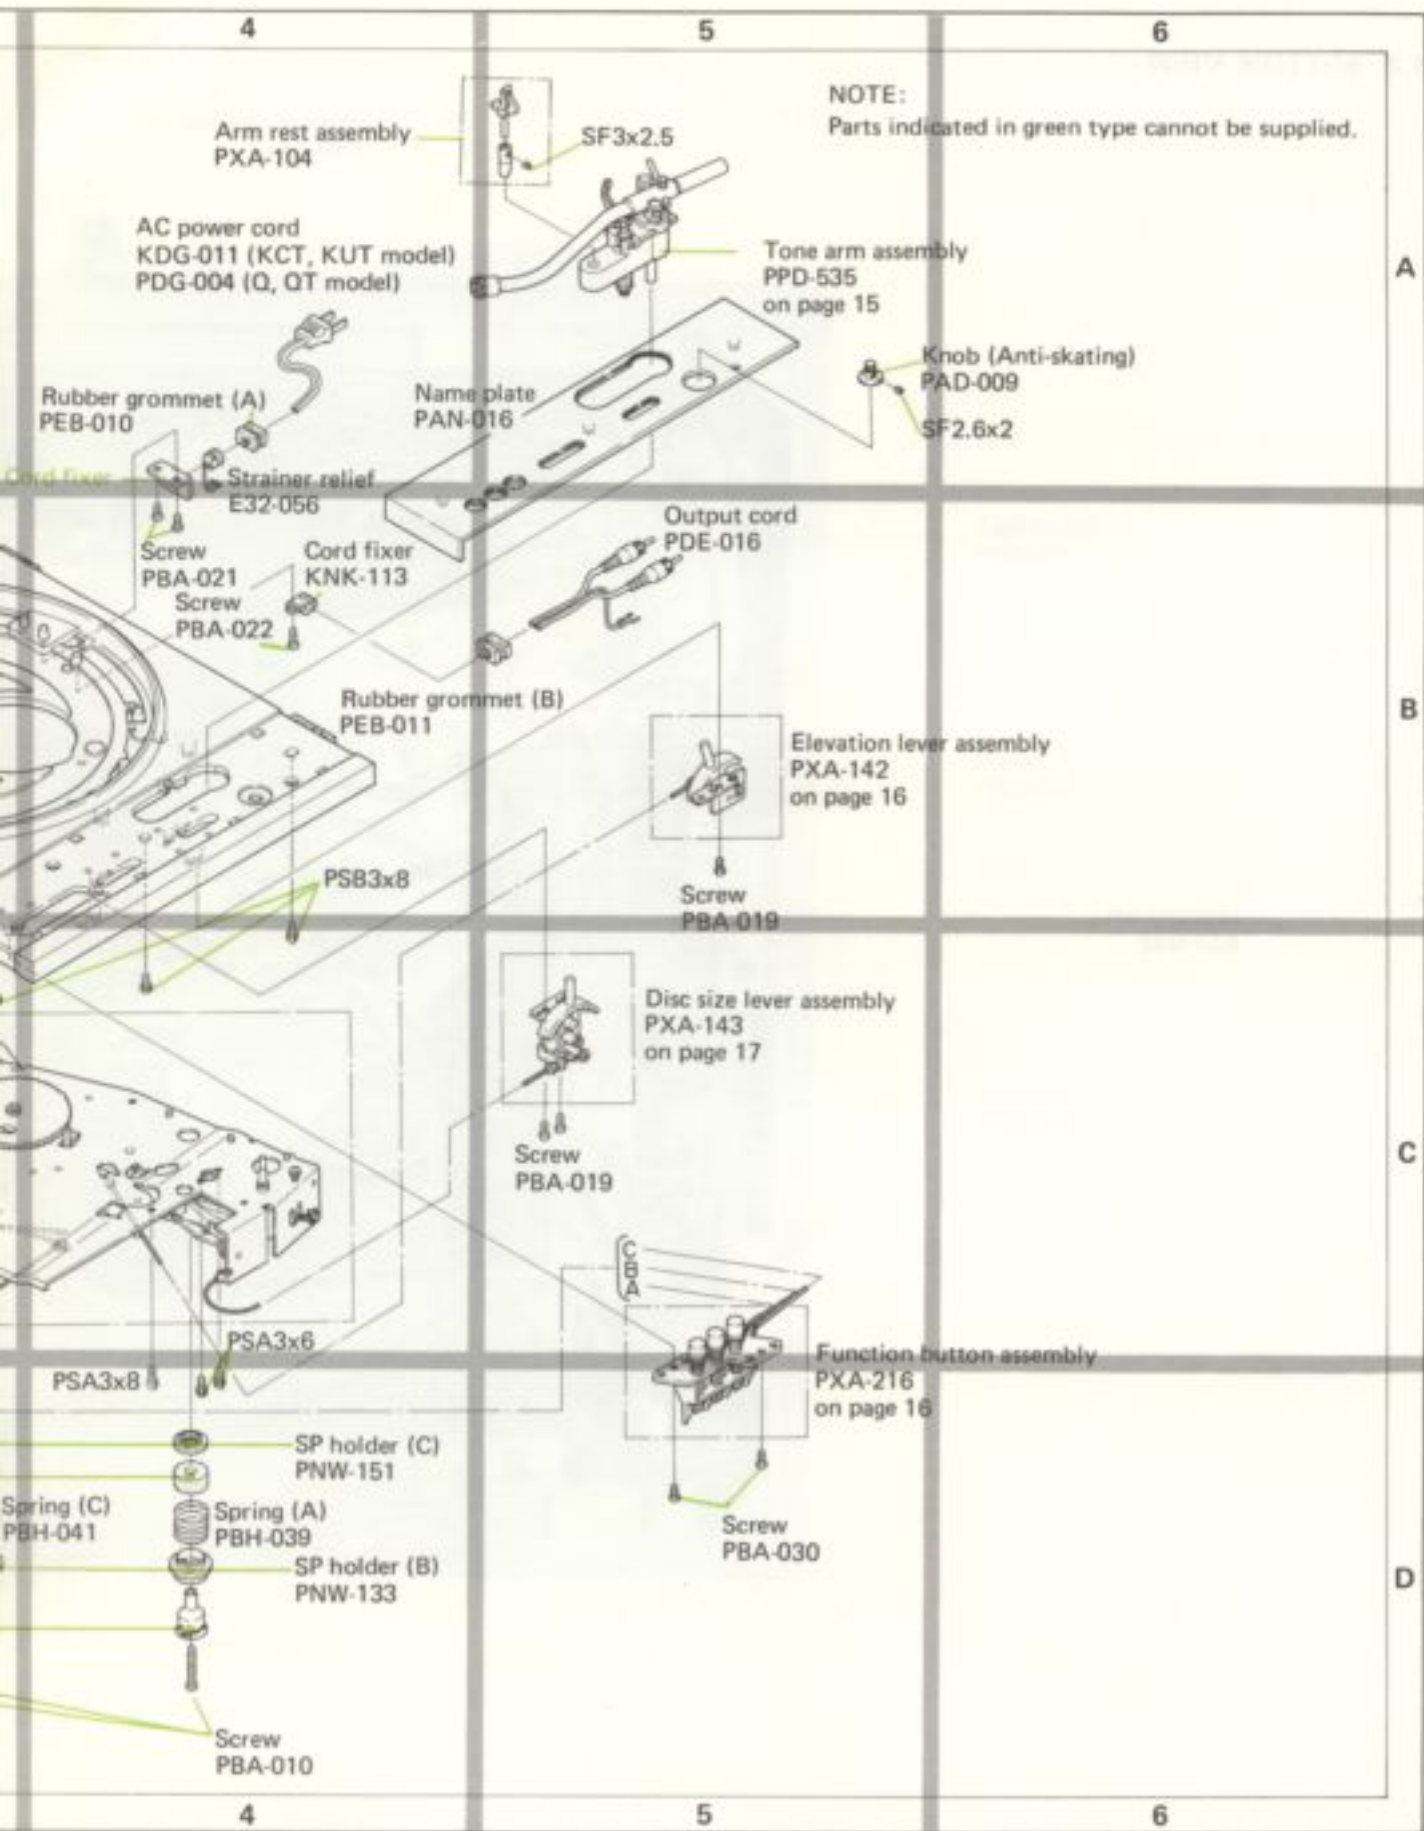 4 5 6
NOTE:
Parts indicated in green type cannot be supplied.
Arm rest assembly
PXA-104
SF3x2.5
AC power cord
KDG-011 (KCT, KUT model)
PDG-004 (Q, QT model)
Tone arm assembly
PPD-535
on page 15
A
Knob (Anti-skating)
PAD-009
SF2.6x2
Rubber grommet (A)
PEB-010
Name plate
PAN-016
Cord fixer
Strainer relief
E32-056
Output cord
PDE-016
Screw
PBA-021
Cord fixer
KNK-113
Screw
PBA-022
Rubber grommet (B)
PEB-011
B
Elevation lever assembly
PXA-142
on page 16
PSB3x8
Screw
PBA-019
Disc size lever assembly
PXA-143
on page 17
C
Screw
PBA-019
C
B
A
PSA3x6
PSA3x8
Function button assembly
PXA-216
on page 16
SP holder (C)
PNW-151
Spring (C)
PBH-041
Spring (A)
PBH-039
Screw
PBA-030
SP holder (B)
PNW-133
D
Screw
PBA-010
4 5 6